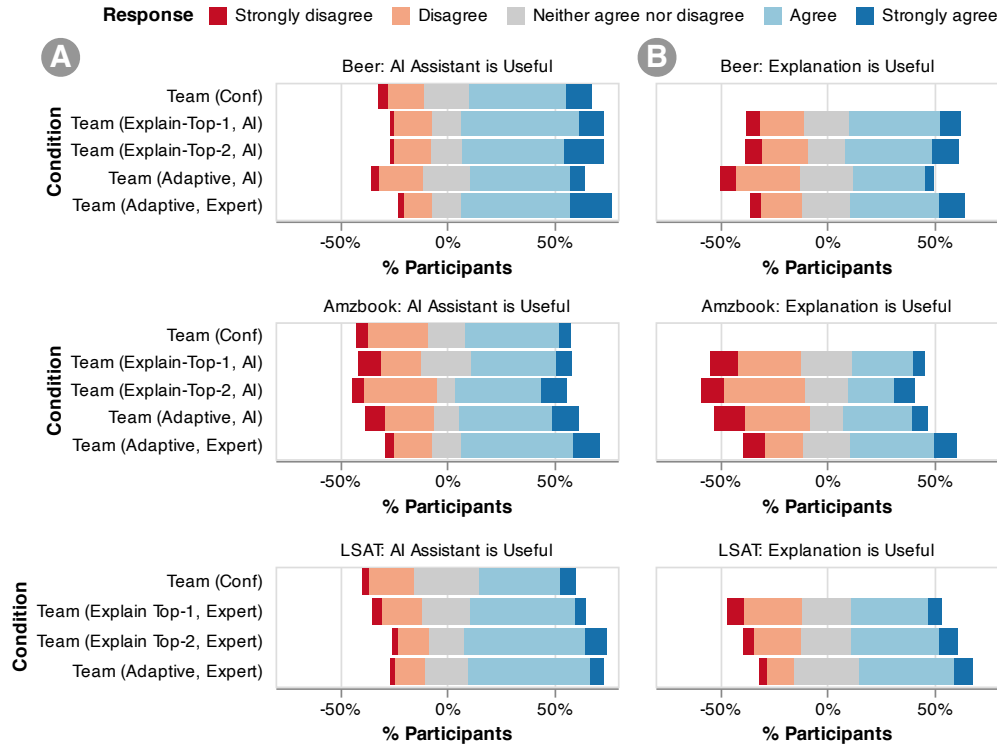 Response Strongly disagree Disagree Neither agree nor disagree Agree Strongly agree
A
B
Beer: AI Assistant is Useful
Condition
Team (Conf)
Team (Explain-Top-1, AI)
Team (Explain-Top-2, AI)
Team (Adaptive, AI)
Team (Adaptive, Expert)
-50% 0% 50%
% Participants
Beer: Explanation is Useful
-50% 0% 50%
% Participants
Amzbook: AI Assistant is Useful
Condition
Team (Conf)
Team (Explain-Top-1, AI)
Team (Explain-Top-2, AI)
Team (Adaptive, AI)
Team (Adaptive, Expert)
-50% 0% 50%
% Participants
Amzbook: Explanation is Useful
-50% 0% 50%
% Participants
LSAT: AI Assistant is Useful
Condition
Team (Conf)
Team (Explain Top-1, Expert)
Team (Explain Top-2, Expert)
Team (Adaptive, Expert)
-50% 0% 50%
% Participants
LSAT: Explanation is Useful
-50% 0% 50%
% Participants